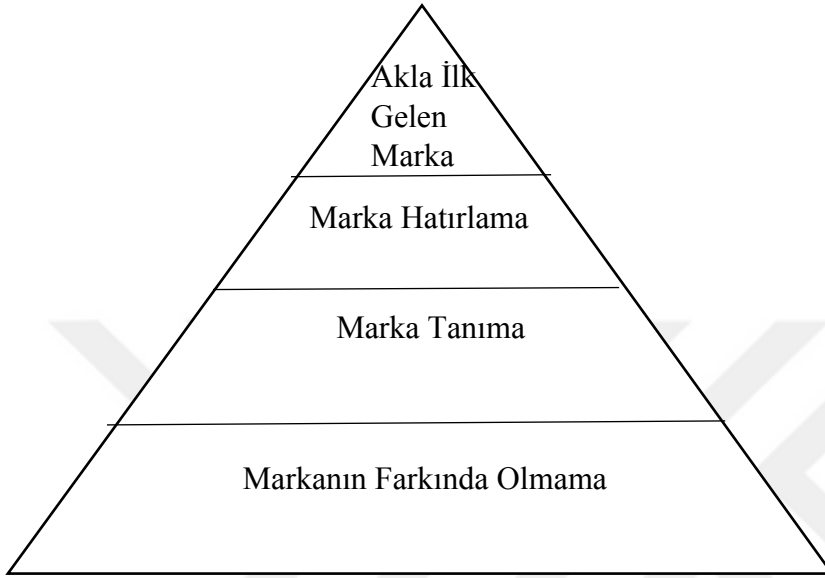 Akla İlk
Gelen
Marka
Marka Hatırlama
Marka Tanıma
Markanın Farkında Olmama